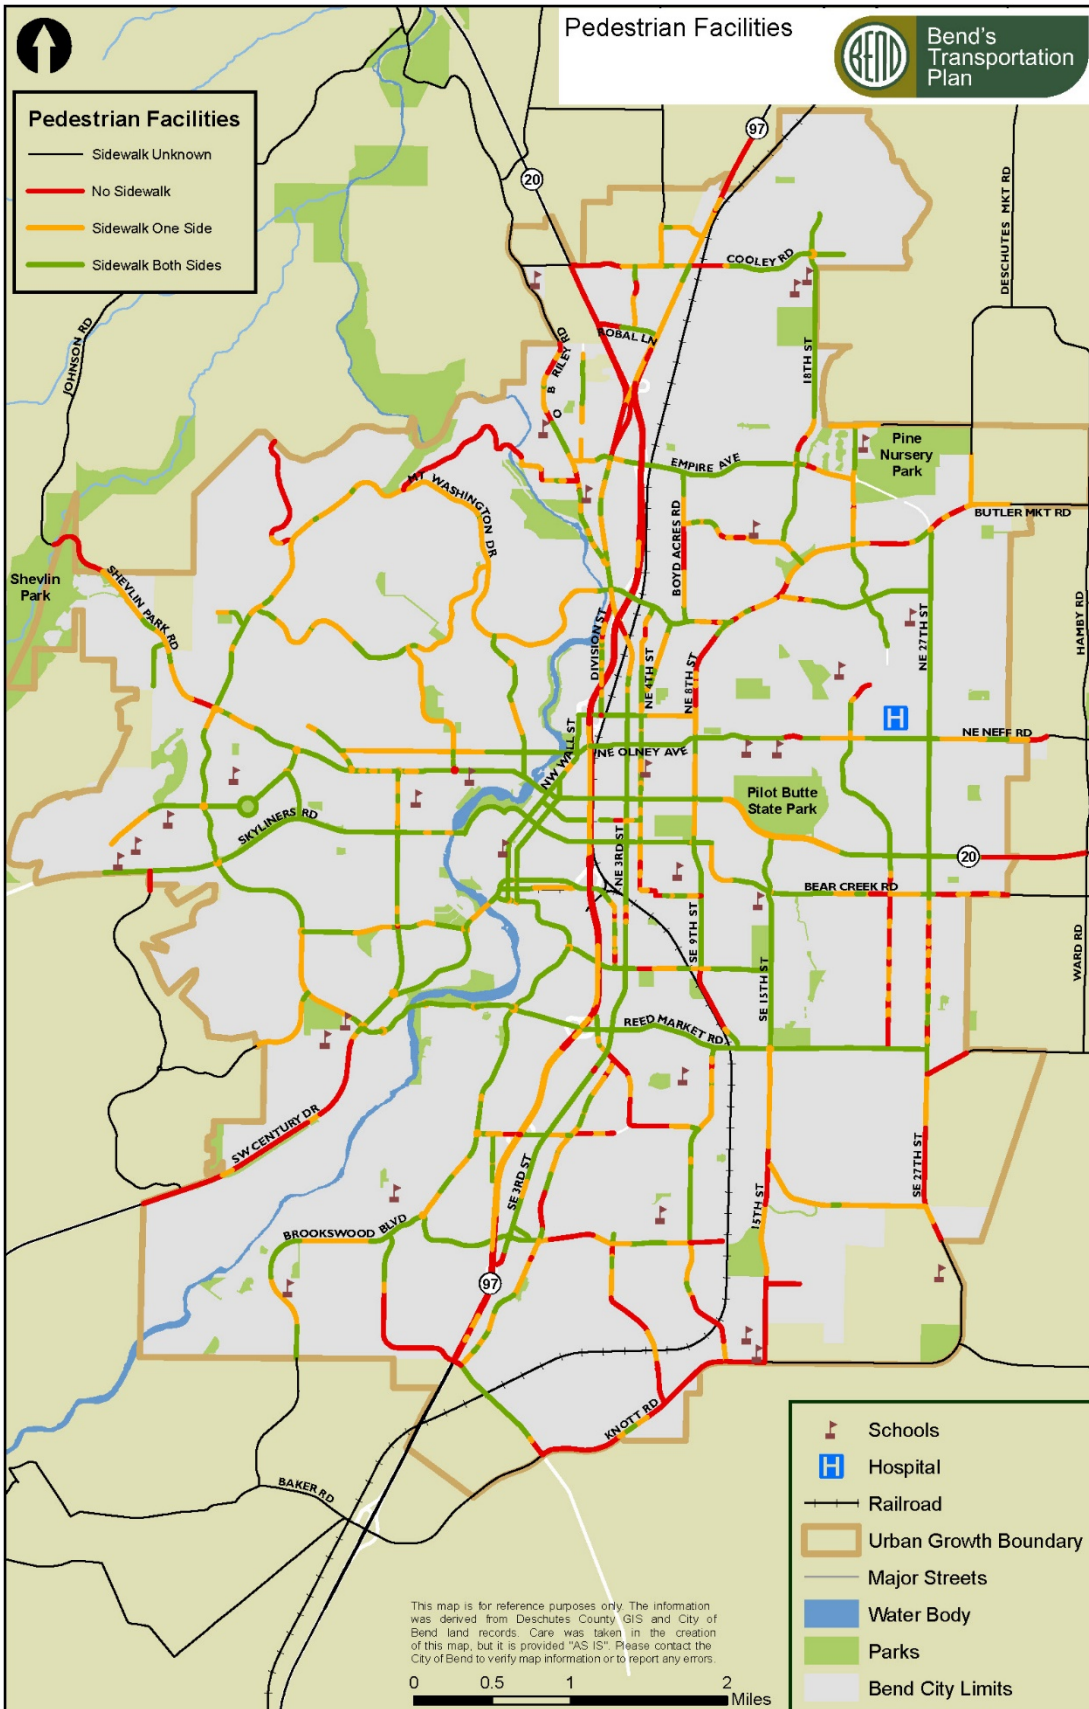 Pedestrian Facilities
BEND
Bend's
Transportation
Plan
Pedestrian Facilities
Sidewalk Unknown
No Sidewalk
Sidewalk One Side
Sidewalk Both Sides
97
20
DESCHUTES MKT RD
COOLEY RD
JOHNSON RD
ROBAL LN
O B RILEY RD
18TH ST
Pine
Nursery
Park
EMPIRE AVE
MT WASHINGTON DR
BUTLER MKT RD
BOYD ACRES RD
Shevlin
Park
SHEVLIN PARK RD
DIVISION ST
NE 4TH ST
NE 8TH ST
NE 27TH ST
HAMBY RD
H
NE NEFF RD
NW WALL ST
NE OLNEY AVE
Pilot Butte
State Park
SKYLINERS RD
NE 3RD ST
20
BEAR CREEK RD
SE 9TH ST
SE 15TH ST
WARD RD
REED MARKET RD
SW CENTURY DR
SE 3RD ST
15TH ST
SE 27TH ST
BROOKSWOOD BLVD
97
KNOTT RD
BAKER RD
Schools
H
Hospital
Railroad
Urban Growth Boundary
Major Streets
Water Body
Parks
Bend City Limits
This map is for reference purposes only. The information
was derived from Deschutes County GIS and City of
Bend land records. Care was taken in the creation
of this map, but it is provided "AS IS". Please contact the
City of Bend to verify map information or to report any errors.
0 0.5 1 2
Miles